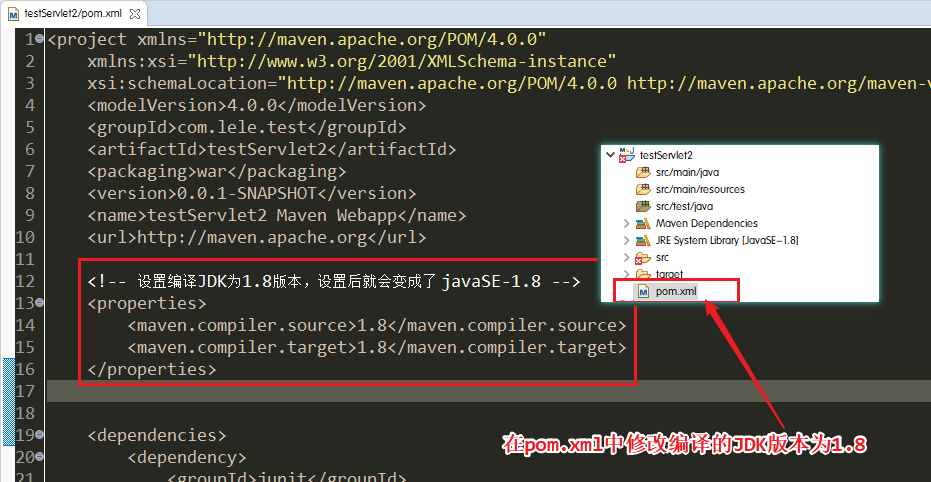 testServlet2/pom.xml
1 <project xmlns="http://maven.apache.org/POM/4.0.0"
2 xmlns:xsi="http://www.w3.org/2001/XMLSchema-instance"
3 xsi:schemaLocation="http://maven.apache.org/POM/4.0.0 http://maven.apache.org/maven-v
4 <modelVersion>4.0.0</modelVersion>
5 <groupId>com.lele.test</groupId>
6 <artifactId>testServlet2</artifactId>
7 <packaging>war</packaging>
8 <version>0.0.1-SNAPSHOT</version>
9 <name>testServlet2 Maven Webapp</name>
10 <url>http://maven.apache.org</url>
11
12 <!-- 设置编译JDK为1.8版本，设置后就会变成了 javaSE-1.8 -->
13 <properties>
14 <maven.compiler.source>1.8</maven.compiler.source>
15 <maven.compiler.target>1.8</maven.compiler.target>
16 </properties>
17
18
19 <dependencies>
20 <dependency>
21 <groupId>junit</groupId>
testServlet2
src/main/java
src/main/resources
src/test/java
Maven Dependencies
JRE System Library [JavaSE-1.8]
src
target
pom.xml
在pom.xml中修改编译的JDK版本为1.8